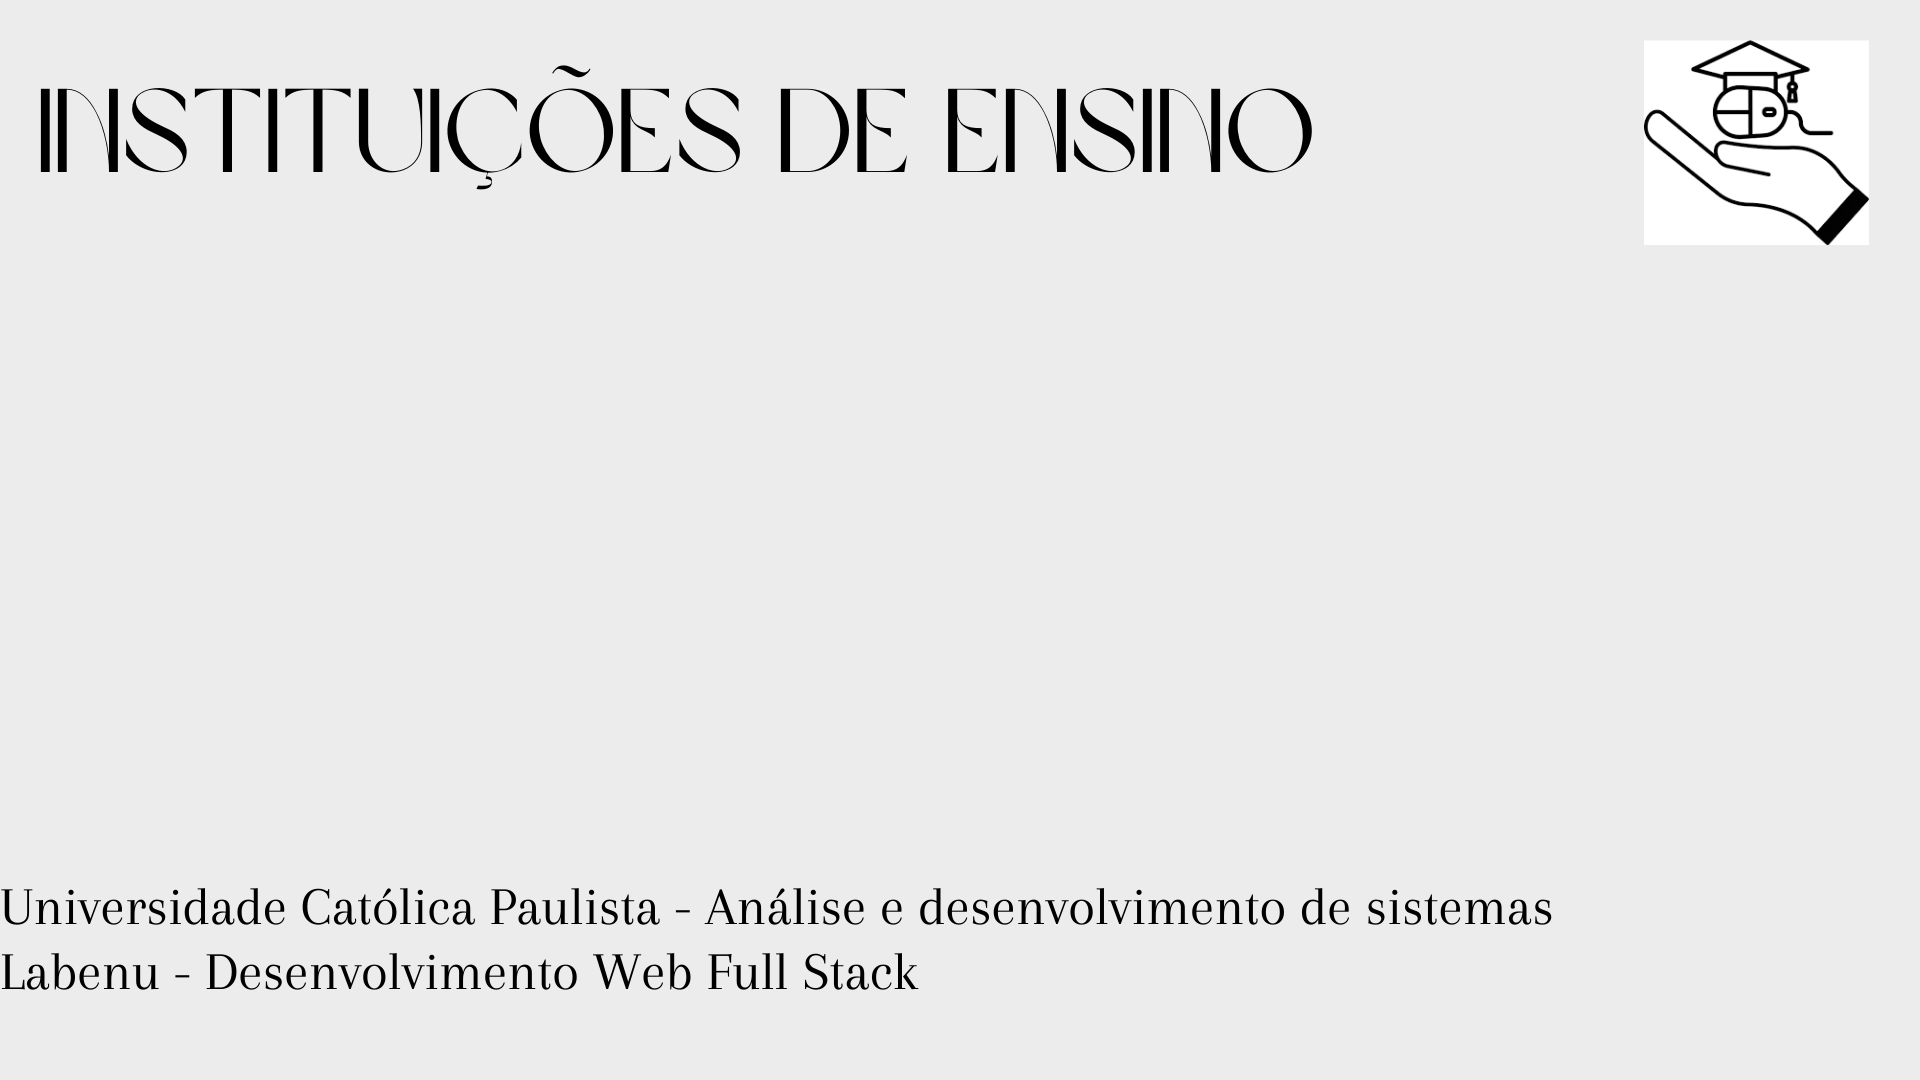 INSTITUIÇÕES DE ENSINO
Universidade Católica Paulista - Análise e desenvolvimento de sistemas
Labenu - Desenvolvimento Web Full Stack